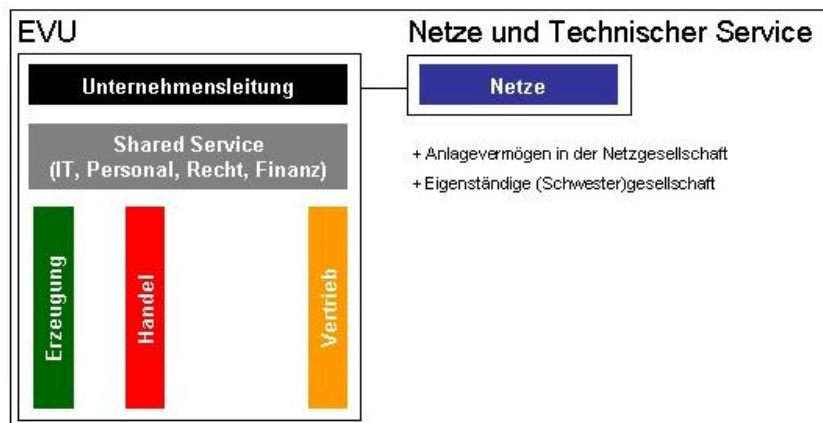 EVU
Netze und Technischer Service
Unternehmensleitung
Netze
Shared Service
(IT, Personal, Recht, Finanz)
+ Anlagevermögen in der Netzgesellschaft
+ Eigenständige (Schwester)gesellschaft
Erzeugung
Handel
Vertrieb